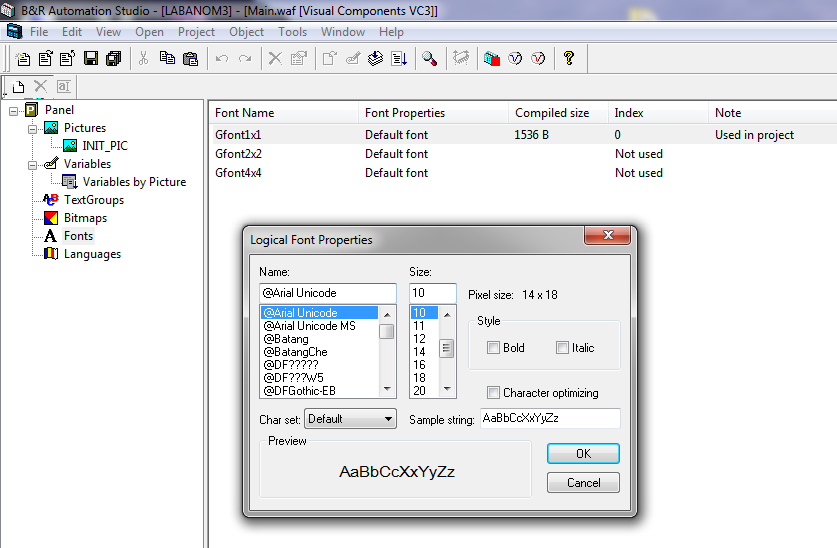 B&R Automation Studio - [LABANOM3] - [Main.waf [Visual Components VC3]]
File Edit View Open Project Object Tools Window Help
Panel
Pictures
INIT_PIC
Variables
Variables by Picture
TextGroups
Bitmaps
Fonts
Languages
Font Name Font Properties Compiled size Index Note
Gfont1x1 Default font 1536 B 0 Used in project
Gfont2x2 Default font Not used
Gfont4x4 Default font Not used
Logical Font Properties
Name: Size:
@Arial Unicode 10 Pixel size: 14 x 18
@Arial Unicode 10
@Arial Unicode MS 11
@Batang 12
@BatangChe 14
@DF????? 16
@DF???W5 18
@DFGothic-EB 20
Style
Bold Italic
Character optimizing
Char set: Default Sample string: AaBbCcXxYyZz
Preview
AaBbCcXxYyZz
OK
Cancel